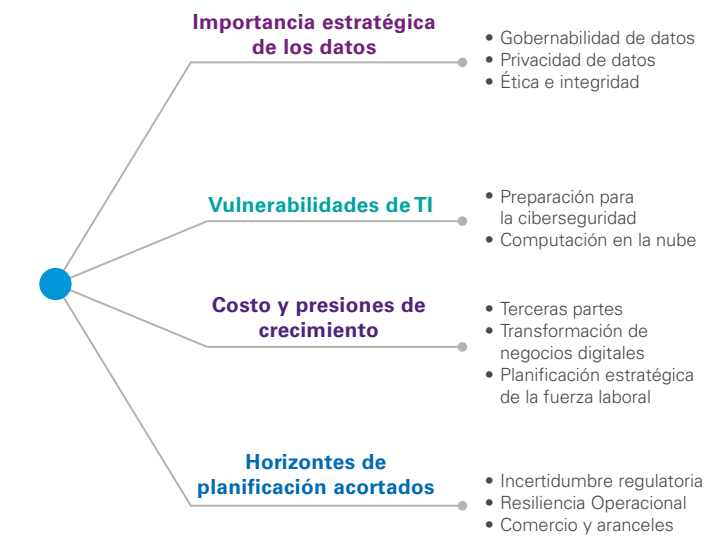 Importancia estratégica
de los datos
• Gobernabilidad de datos
• Privacidad de datos
• Ética e integridad
Vulnerabilidades de TI
• Preparación para
la ciberseguridad
• Computación en la nube
Costo y presiones de
crecimiento
• Terceras partes
• Transformación de
negocios digitales
• Planificación estratégica
de la fuerza laboral
Horizontes de
planificación acortados
• Incertidumbre regulatoria
• Resiliencia Operacional
• Comercio y aranceles